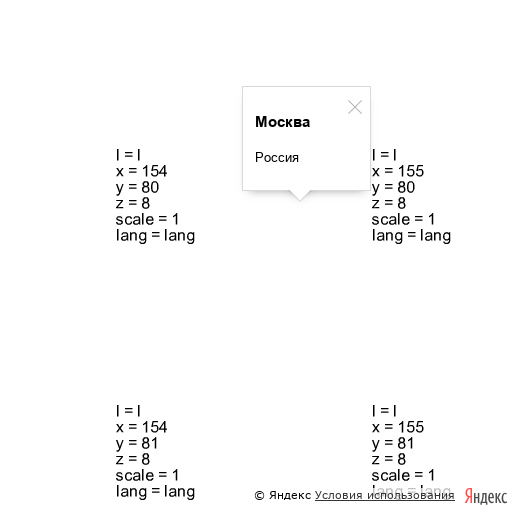 Москва
Россия
l = l
x = 154
y = 80
z = 8
scale = 1
lang = lang
l = l
x = 155
y = 80
z = 8
scale = 1
lang = lang
l = l
x = 154
y = 81
z = 8
scale = 1
lang = lang
l = l
x = 155
y = 81
z = 8
scale = 1
lang = lang
© Яндекс Условия использования
Яндекс